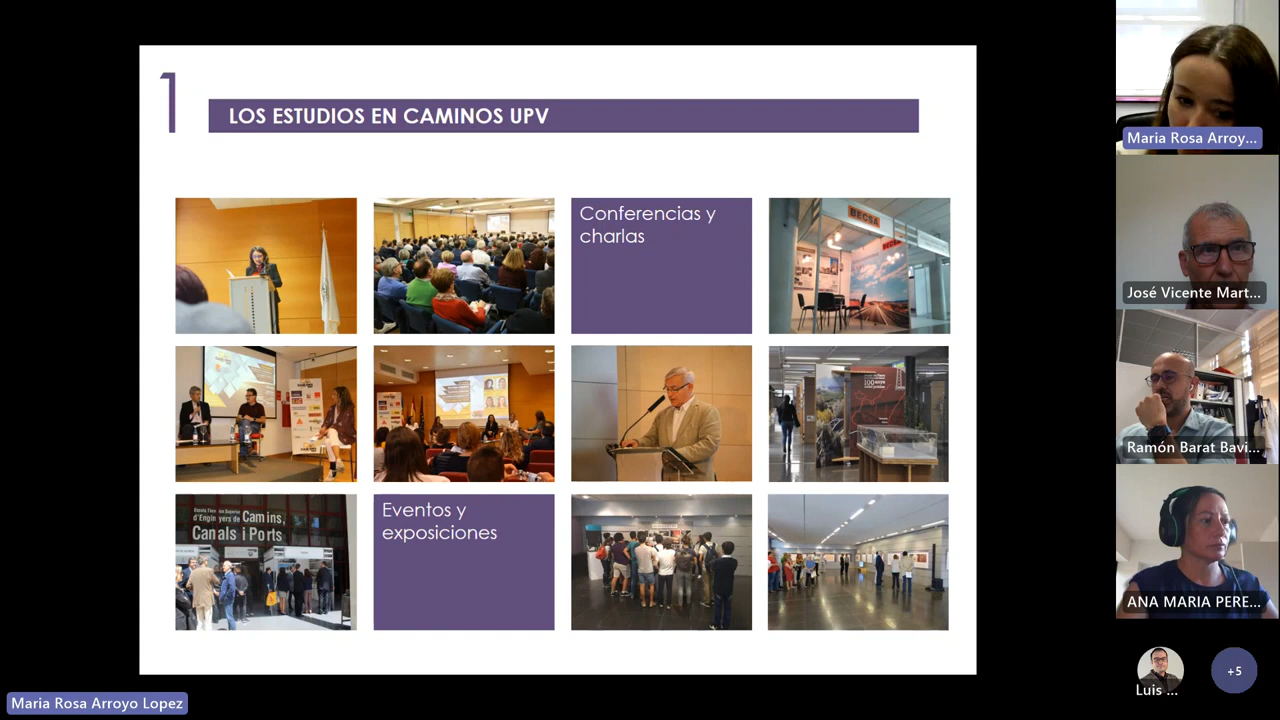 1
LOS ESTUDIOS EN CAMINOS UPV
Conferencias y
charlas
BECSA
Escola Tècnica Superior
d'Enginyers de Camins,
Canals i Ports
Eventos y
exposiciones
Maria Rosa Arroy...
José Vicente Mart...
Ramón Barat Bavi...
ANA MARIA PERE...
Luis ...
+5
Maria Rosa Arroyo Lopez